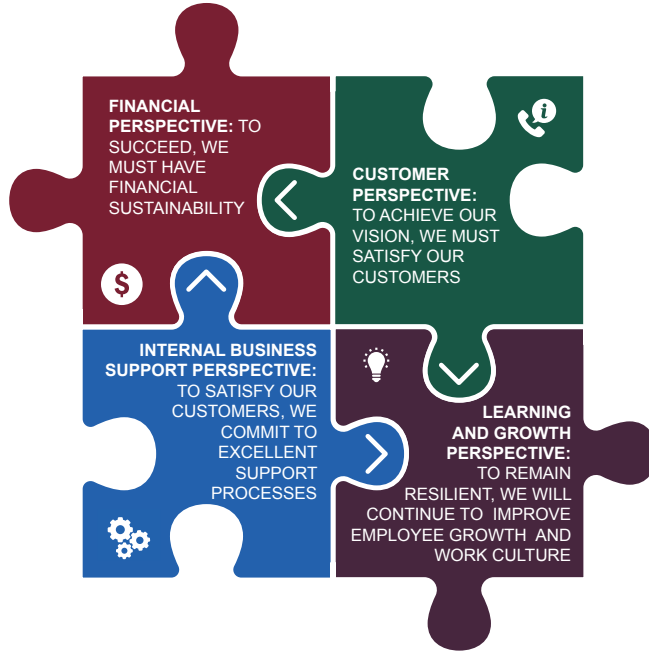 FINANCIAL
PERSPECTIVE: TO
SUCCEED, WE
MUST HAVE
FINANCIAL
SUSTAINABILITY
$
i
CUSTOMER
PERSPECTIVE:
TO ACHIEVE OUR
VISION, WE MUST
SATISFY OUR
CUSTOMERS
INTERNAL BUSINESS
SUPPORT PERSPECTIVE:
TO SATISFY OUR
CUSTOMERS, WE
COMMIT TO
EXCELLENT
SUPPORT
PROCESSES
LEARNING
AND GROWTH
PERSPECTIVE:
TO REMAIN
RESILIENT, WE WILL
CONTINUE TO IMPROVE
EMPLOYEE GROWTH AND
WORK CULTURE